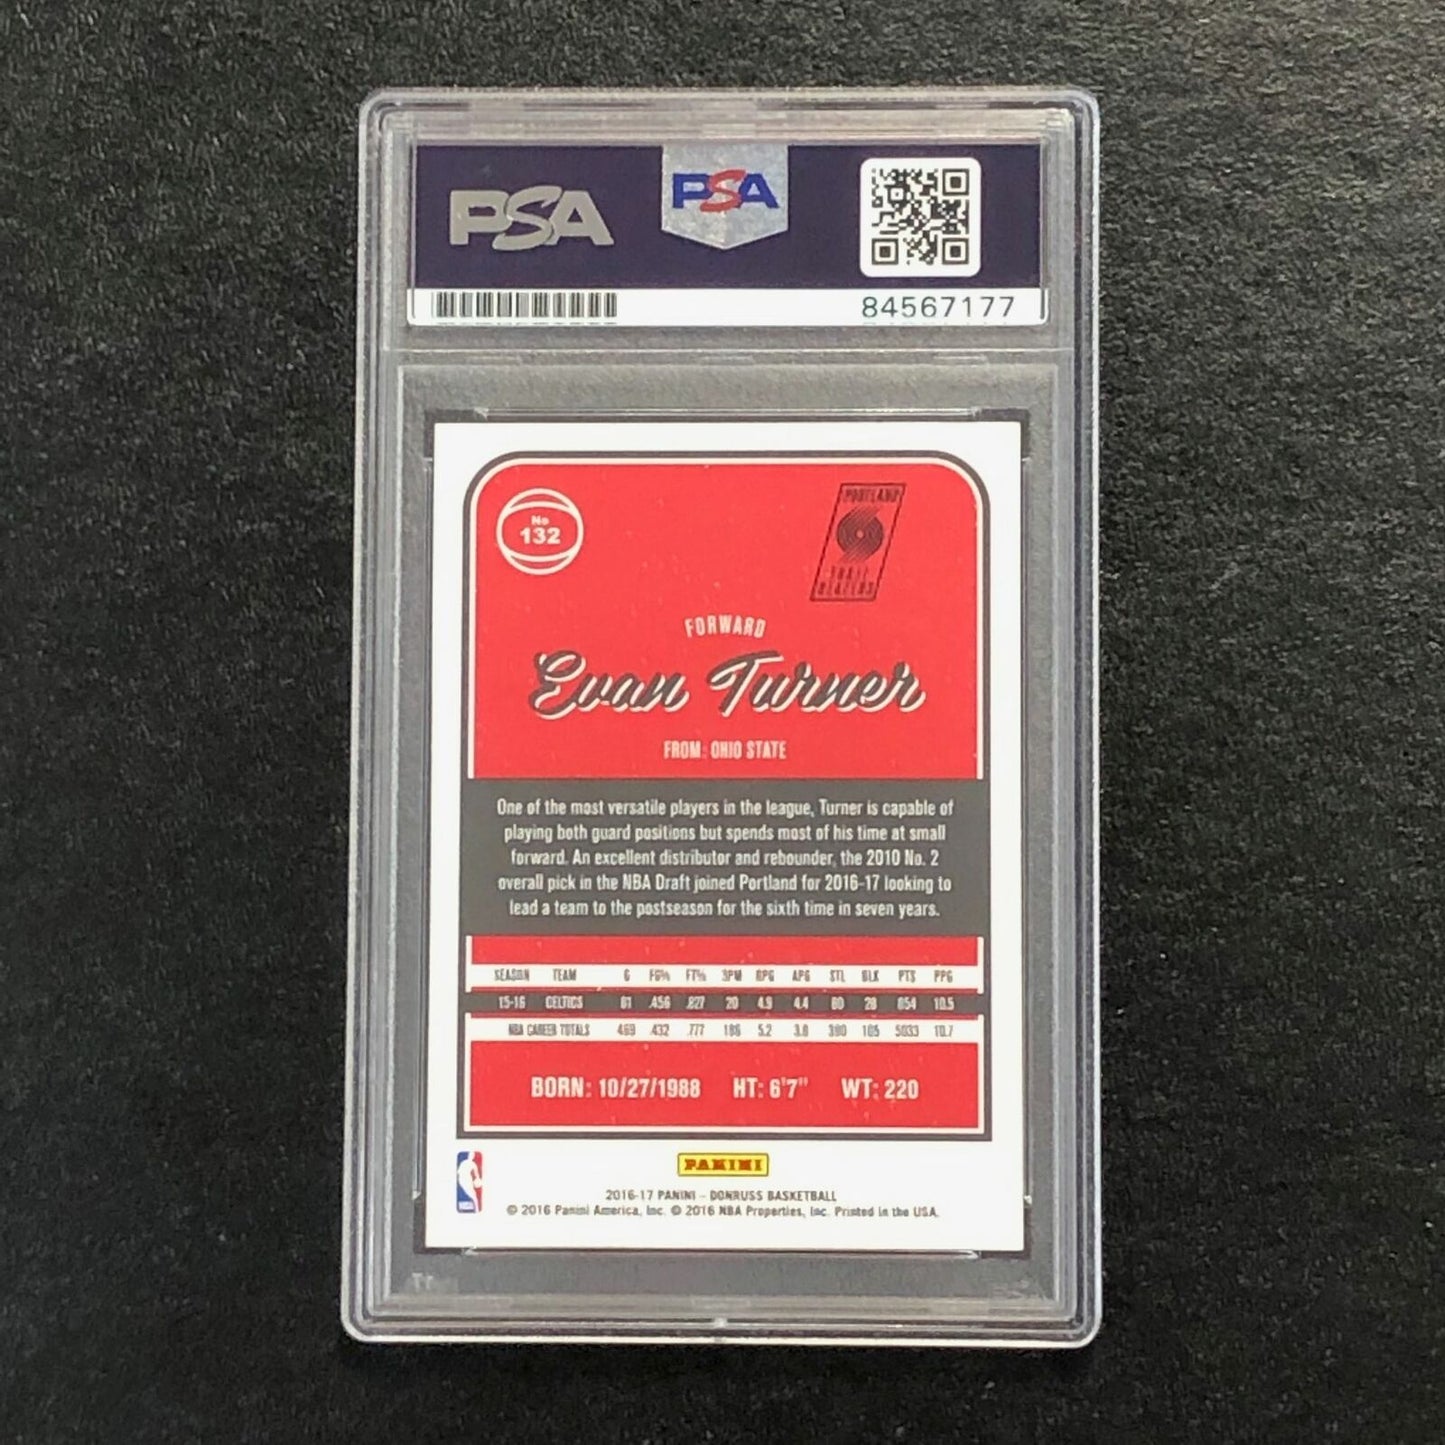 PSA
PSA
84567177
No
132
PORTLAND
TRAIL
BLAZERS
FORWARD
Evan Turner
FROM: OHIO STATE
One of the most versatile players in the league, Turner is capable of
playing both guard positions but spends most of his time at small
forward. An excellent distributor and rebounder, the 2010 No. 2
overall pick in the NBA Draft joined Portland for 2016-17 looking to
lead a team to the postseason for the sixth time in seven years.
SEASON TEAM G FG% FT% 3PM RPG APG STL BLK PTS PPG
15-16 CELTICS 81 .456 .827 20 4.9 4.4 80 28 854 10.5
NBA CAREER TOTALS 469 .432 .777 186 5.2 3.8 380 105 5033 10.7
BORN: 10/27/1988 HT: 6'7" WT: 220
PANINI
NBA
2016-17 PANINI - DONRUSS BASKETBALL
© 2016 Panini America, Inc. © 2016 NBA Properties, Inc. Printed in the USA.